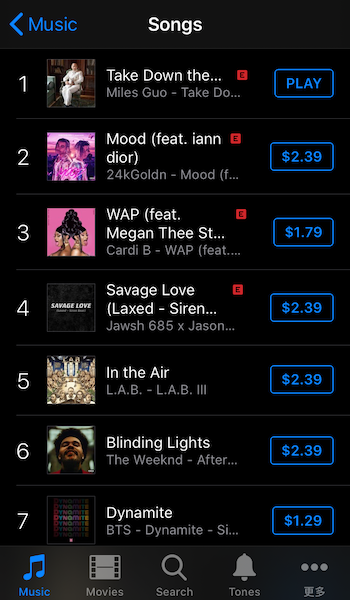 Music
Songs
1
Take Down the...
E
Miles Guo - Take Do...
PLAY
2
Mood (feat. iann
dior)
E
24kGoldn - Mood (f...
$2.39
3
WAP (feat.
Megan Thee St...
E
Cardi B - WAP (feat....
$1.79
4
Savage Love
(Laxed - Siren...
E
Jawsh 685 x Jason...
$2.39
SAVAGE LOVE
5
In the Air
L.A.B. - L.A.B. III
$2.39
6
Blinding Lights
The Weeknd - After...
$2.39
7
Dynamite
BTS - Dynamite - Si...
$1.29
DYNAMITE
DYNAMITE
DYNAMITE
DYNAMITE
Music
Movies
Search
Tones
更多